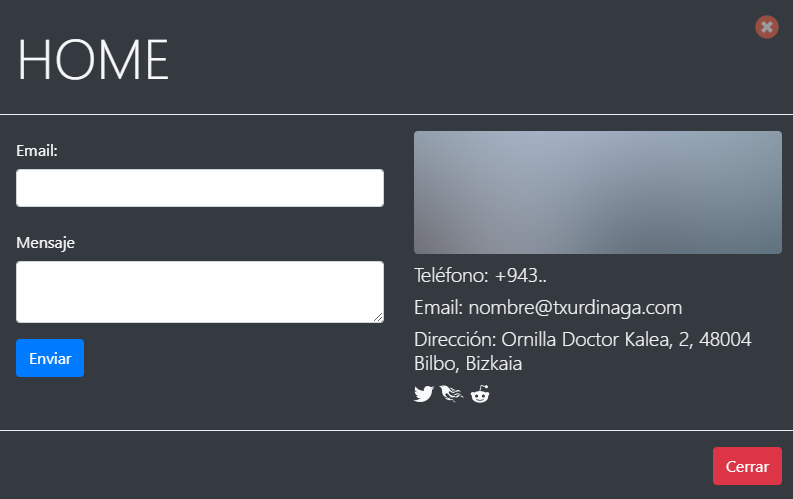 HOME
Email:
Mensaje
Enviar
Teléfono: +943..
Email: nombre@txurdinaga.com
Dirección: Ornilla Doctor Kalea, 2, 48004
Bilbo, Bizkaia
Cerrar